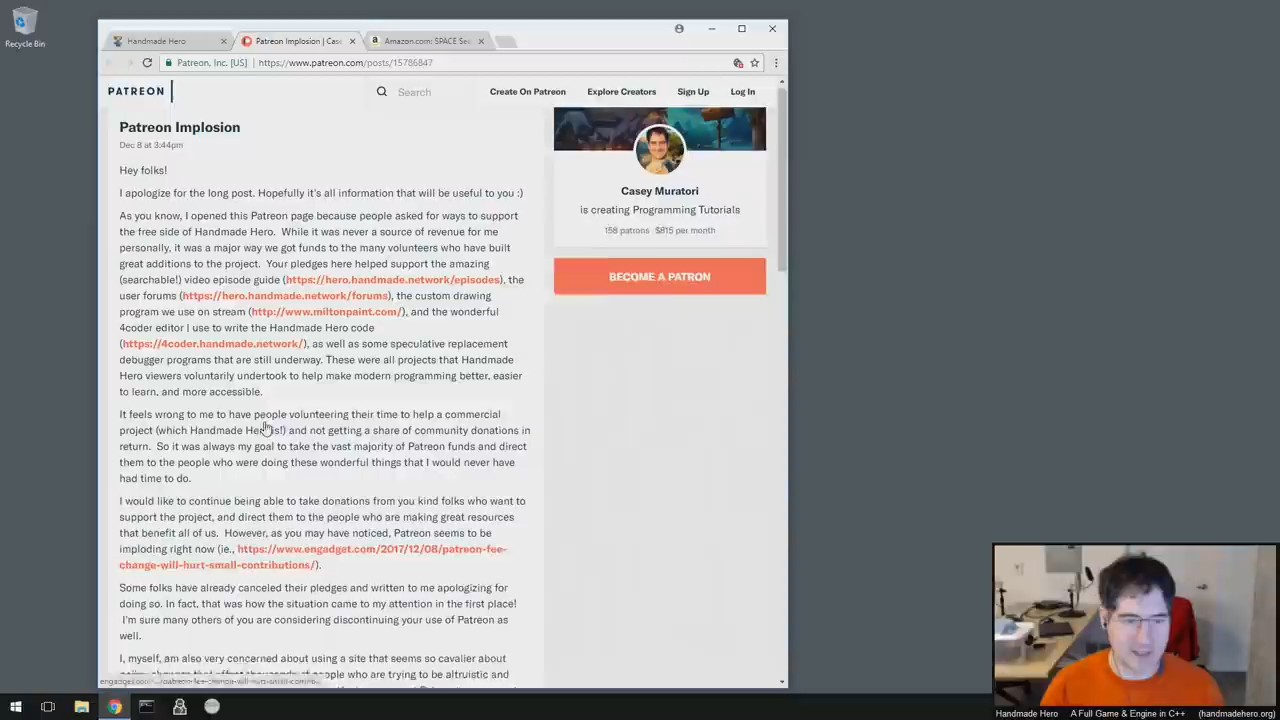 Recycle Bin
Handmade Hero
Patreon Implosion | Cas
Amazon.com: SPACE Se
Patreon, Inc. [US]
https://www.patreon.com/posts/15786847
PATREON
Search
Create On Patreon
Explore Creators
Sign Up
Log In
Patreon Implosion
Dec 8 at 3:44pm
Hey folks!
I apologize for the long post. Hopefully it's all information that will be useful to you :)
As you know, I opened this Patreon page because people asked for ways to support
the free side of Handmade Hero. While it was never a source of revenue for me
personally, it was a major way we got funds to the many volunteers who have built
great additions to the project. Your pledges here helped support the amazing
(searchable!) video episode guide (https://hero.handmade.network/episodes), the
user forums (https://hero.handmade.network/forums), the custom drawing
program we use on stream (http://www.miltonpaint.com/), and the wonderful
4coder editor I use to write the Handmade Hero code
(https://4coder.handmade.network/), as well as some speculative replacement
debugger programs that are still underway. These were all projects that Handmade
Hero viewers voluntarily undertook to help make modern programming better, easier
to learn, and more accessible.
It feels wrong to me to have people volunteering their time to help a commercial
project (which Handmade Hero is!) and not getting a share of community donations in
return. So it was always my goal to take the vast majority of Patreon funds and direct
them to the people who were doing these wonderful things that I would never have
had time to do.
I would like to continue being able to take donations from you kind folks who want to
support the project, and direct them to the people who are making great resources
that benefit all of us. However, as you may have noticed, Patreon seems to be
imploding right now (ie., https://www.engadget.com/2017/12/08/patreon-fee-
change-will-hurt-small-contributions/).
Some folks have already canceled their pledges and written to me apologizing for
doing so. In fact, that was how the situation came to my attention in the first place!
I'm sure many others of you are considering discontinuing your use of Patreon as
well.
I, myself, am also very concerned about using a site that seems so cavalier about
people who are trying to be altruistic and
Casey Muratori
is creating Programming Tutorials
158 patrons · $815 per month
BECOME A PATRON
Handmade Hero
A Full Game & Engine in C++
(handmadehero.org)